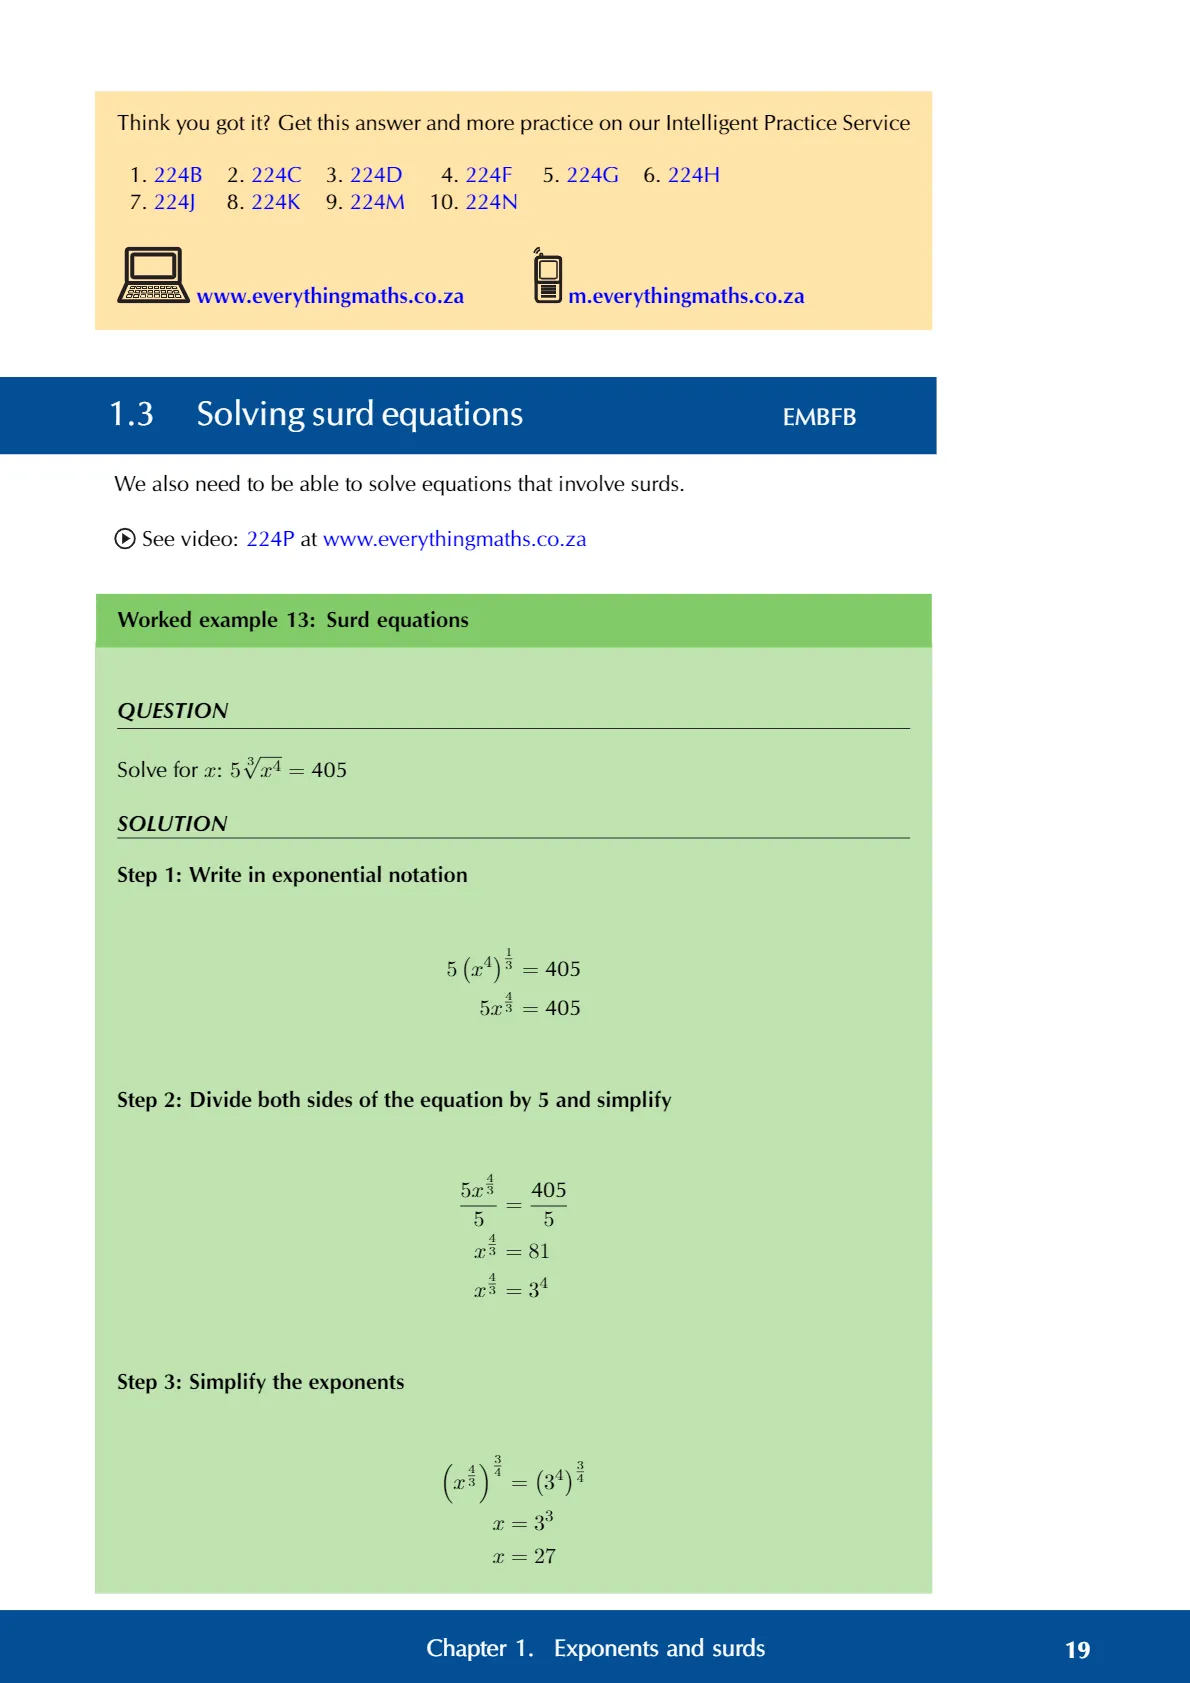 Think you got it? Get this answer and more practice on our Intelligent Practice Service
1. 224B 2. 224C 3. 224D 4. 224F 5. 224G 6. 224H
7. 224J 8. 224K 9. 224M 10. 224N
www.everythingmaths.co.za m.everythingmaths.co.za
1.3 Solving surd equations EMBFB
We also need to be able to solve equations that involve surds.
See video: 224P at www.everythingmaths.co.za
Worked example 13: Surd equations
QUESTION
Solve for $x$: $5\sqrt[3]{x^4} = 405$
SOLUTION
Step 1: Write in exponential notation
$5\left(x^4\right)^{\frac{1}{3}} = 405$
$5x^{\frac{4}{3}} = 405$
Step 2: Divide both sides of the equation by 5 and simplify
$\frac{5x^{\frac{4}{3}}}{5} = \frac{405}{5}$
$x^{\frac{4}{3}} = 81$
$x^{\frac{4}{3}} = 3^4$
Step 3: Simplify the exponents
$\left(x^{\frac{4}{3}}\right)^{\frac{3}{4}} = \left(3^4\right)^{\frac{3}{4}}$
$x = 3^3$
$x = 27$
Chapter 1. Exponents and surds 19